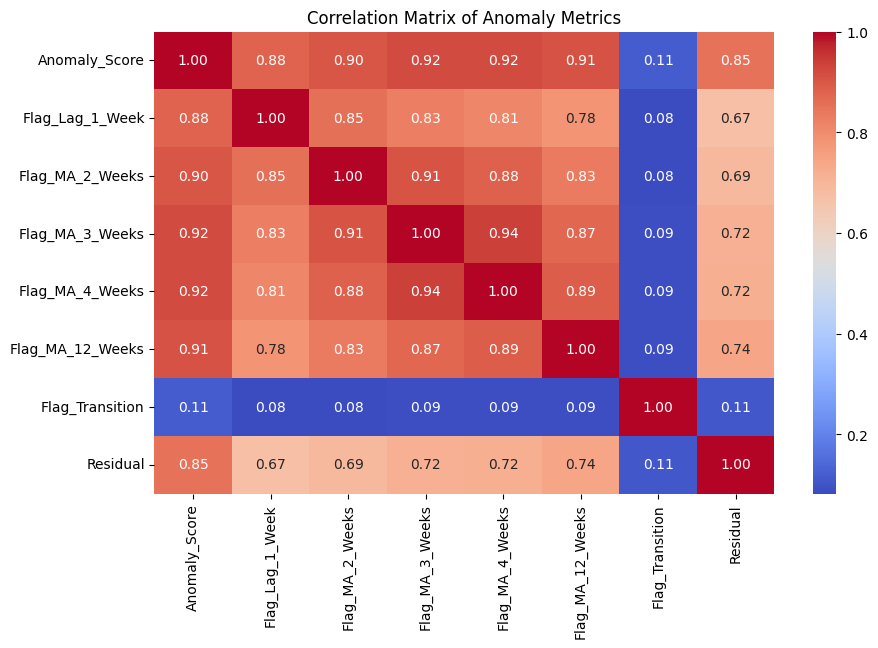 Correlation Matrix of Anomaly Metrics
Anomaly_Score 1.00 0.88 0.90 0.92 0.92 0.91 0.11 0.85
Flag_Lag_1_Week 0.88 1.00 0.85 0.83 0.81 0.78 0.08 0.67
Flag_MA_2_Weeks 0.90 0.85 1.00 0.91 0.88 0.83 0.08 0.69
Flag_MA_3_Weeks 0.92 0.83 0.91 1.00 0.94 0.87 0.09 0.72
Flag_MA_4_Weeks 0.92 0.81 0.88 0.94 1.00 0.89 0.09 0.72
Flag_MA_12_Weeks 0.91 0.78 0.83 0.87 0.89 1.00 0.09 0.74
Flag_Transition 0.11 0.08 0.08 0.09 0.09 0.09 1.00 0.11
Residual 0.85 0.67 0.69 0.72 0.72 0.74 0.11 1.00
Anomaly_Score
Flag_Lag_1_Week
Flag_MA_2_Weeks
Flag_MA_3_Weeks
Flag_MA_4_Weeks
Flag_MA_12_Weeks
Flag_Transition
Residual
1.0
0.8
0.6
0.4
0.2